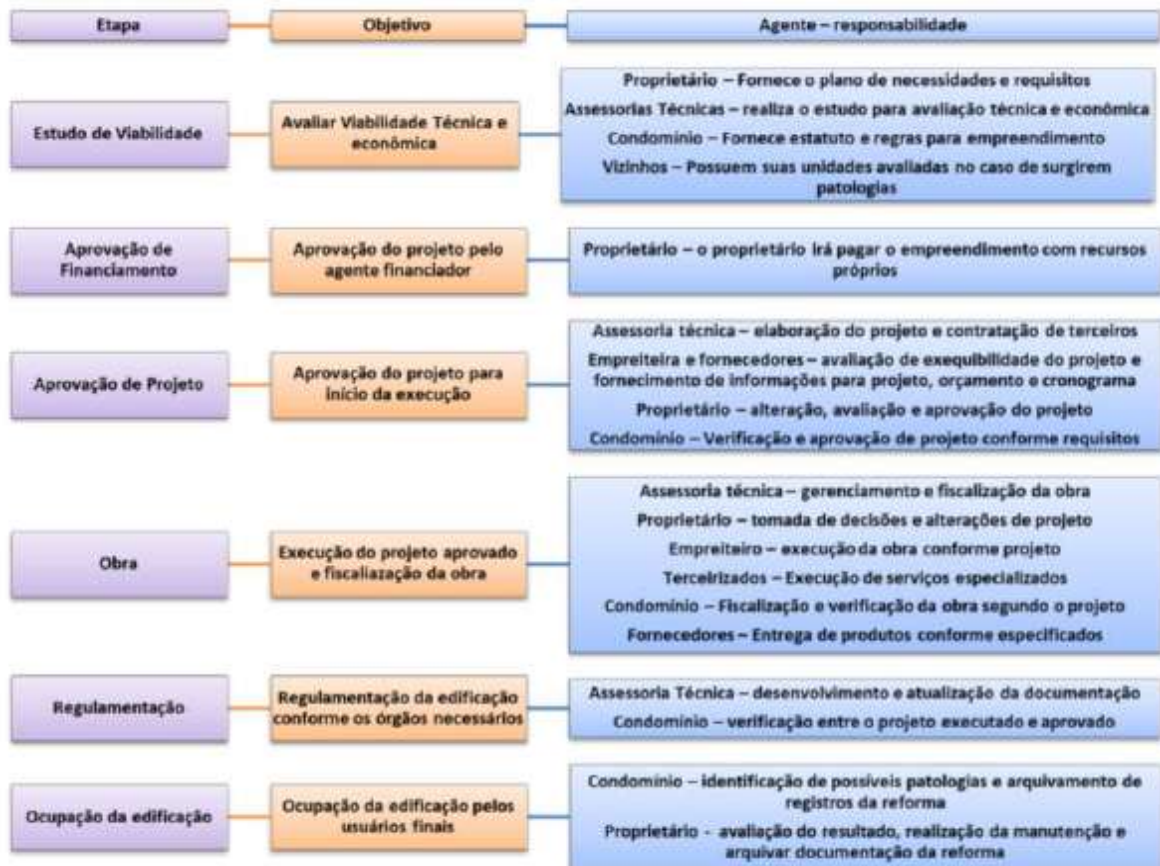 Etapa
Objetivo
Agente – responsabilidade
Estudo de Viabilidade
Avaliar Viabilidade Técnica e
econômica
Proprietário – Fornece o plano de necessidades e requisitos
Assessorias Técnicas – realiza o estudo para avaliação técnica e econômica
Condomínio – Fornece estatuto e regras para empreendimento
Vizinhos – Possuem suas unidades avaliadas no caso de surgirem
patologias
Aprovação de
Financiamento
Aprovação do projeto pelo
agente financiador
Proprietário – o proprietário irá pagar o empreendimento com recursos
próprios
Aprovação de Projeto
Aprovação do projeto para
início da execução
Assessoria técnica – elaboração do projeto e contratação de terceiros
Empreiteira e fornecedores – avaliação de exequibilidade do projeto e
fornecimento de informações para projeto, orçamento e cronograma
Proprietário – alteração, avaliação e aprovação do projeto
Condomínio – Verificação e aprovação de projeto conforme requisitos
Obra
Execução do projeto aprovado
e fiscaliazação da obra
Assessoria técnica – gerenciamento e fiscalização da obra
Proprietário – tomada de decisões e alterações de projeto
Empreiteiro – execução da obra conforme projeto
Terceirizados – Execução de serviços especializados
Condomínio – Fiscalização e verificação da obra segundo o projeto
Fornecedores – Entrega de produtos conforme especificados
Regulamentação
Regulamentação da edificação
conforme os órgãos necessários
Assessoria Técnica – desenvolvimento e atualização da documentação
Condomínio – verificação entre o projeto executado e aprovado
Ocupação da edificação
Ocupação da edificação pelos
usuários finais
Condomínio – identificação de possíveis patologias e arquivamento de
registros da reforma
Proprietário - avaliação do resultado, realização da manutenção e
arquivar documentação da reforma